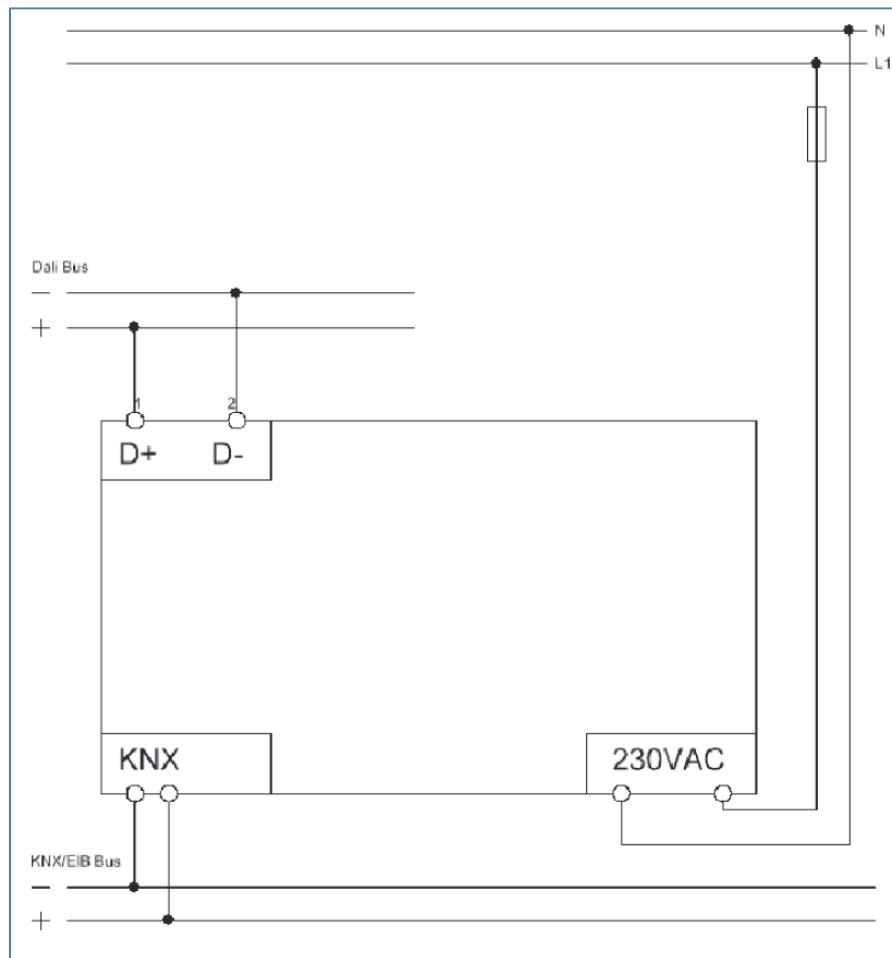 N
L1
Dali Bus
−
+
1 2
D+ D-
KNX 230VAC
KNX/EIB Bus
−
+